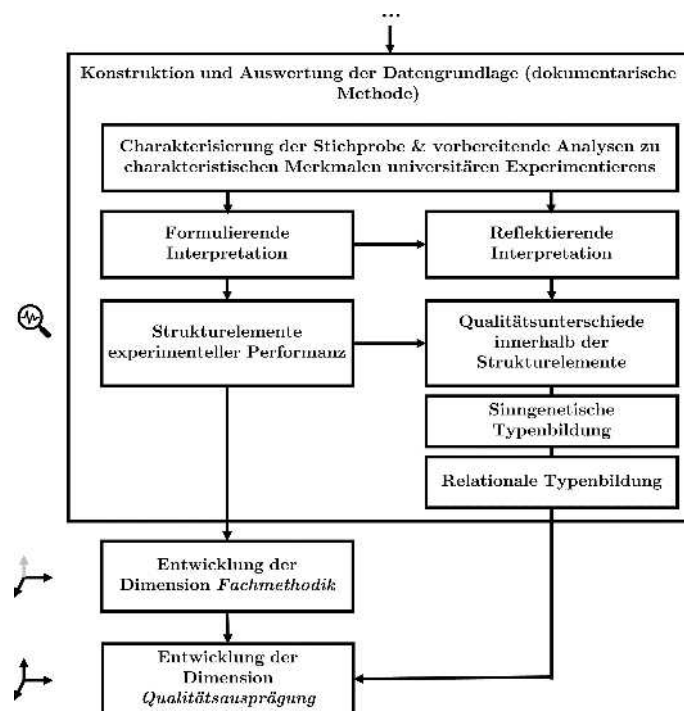 ...
Konstruktion und Auswertung der Datengrundlage (dokumentarische
Methode)
Charakterisierung der Stichprobe & vorbereitende Analysen zu
charakteristischen Merkmalen universitären Experimentierens
Formulierende
Interpretation
Reflektierende
Interpretation
Strukturelemente
experimenteller Performanz
Qualitätsunterschiede
innerhalb der
Strukturelemente
Sinngenetische
Typenbildung
Relationale Typenbildung
Entwicklung der
Dimension Fachmethodik
Entwicklung der
Dimension
Qualitätsausprägung